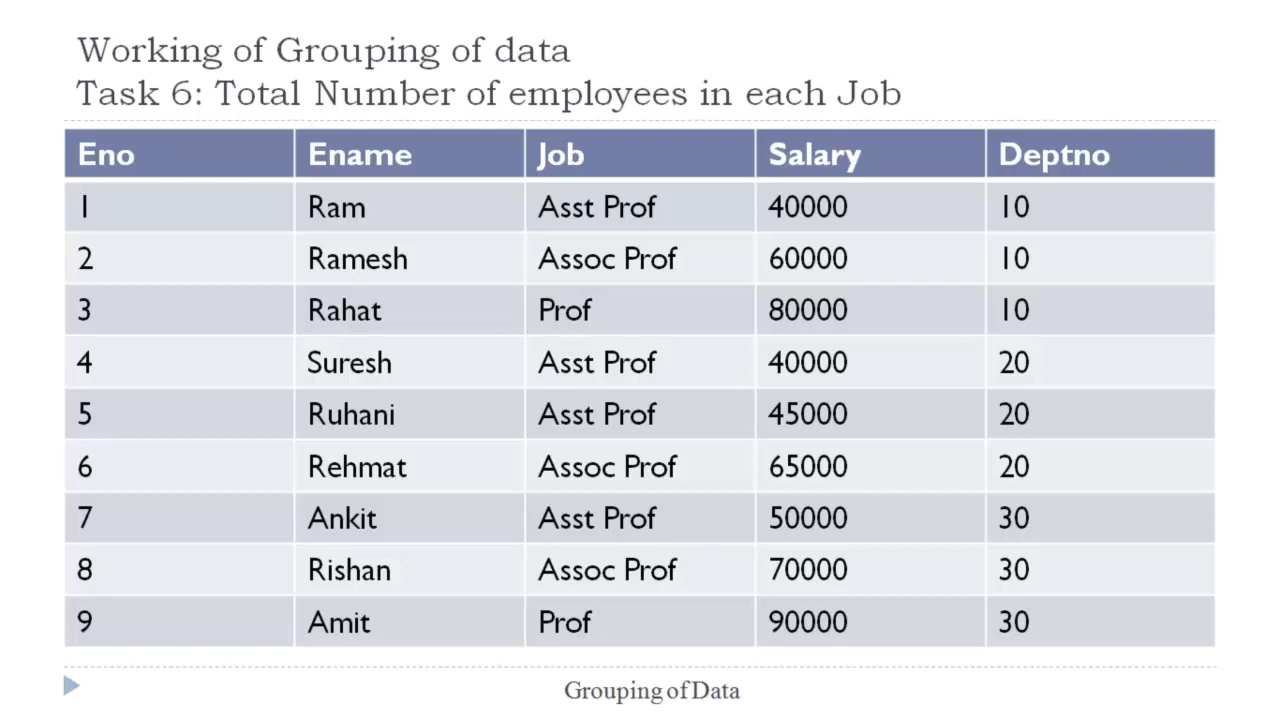 Working of Grouping of data
Task 6: Total Number of employees in each Job
Eno Ename Job Salary Deptno
1 Ram Asst Prof 40000 10
2 Ramesh Assoc Prof 60000 10
3 Rahat Prof 80000 10
4 Suresh Asst Prof 40000 20
5 Ruhani Asst Prof 45000 20
6 Rehmat Assoc Prof 65000 20
7 Ankit Asst Prof 50000 30
8 Rishan Assoc Prof 70000 30
9 Amit Prof 90000 30
Grouping of Data